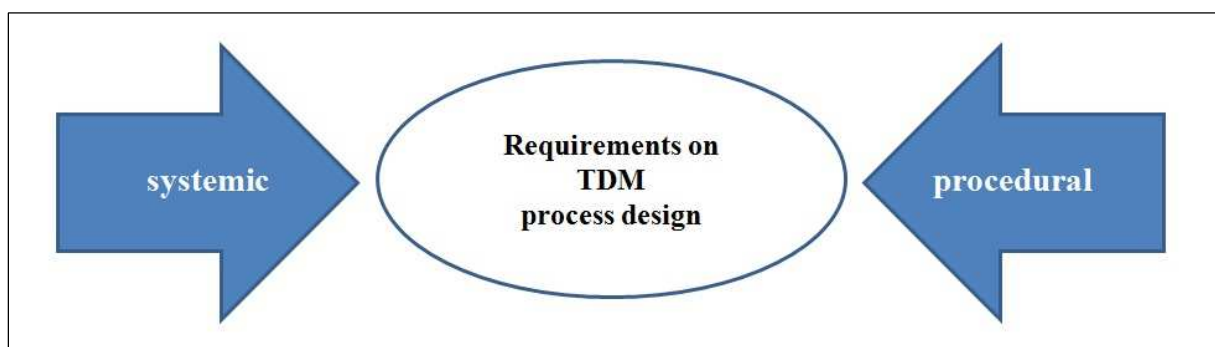 systemic
Requirements on
TDM
process design
procedural